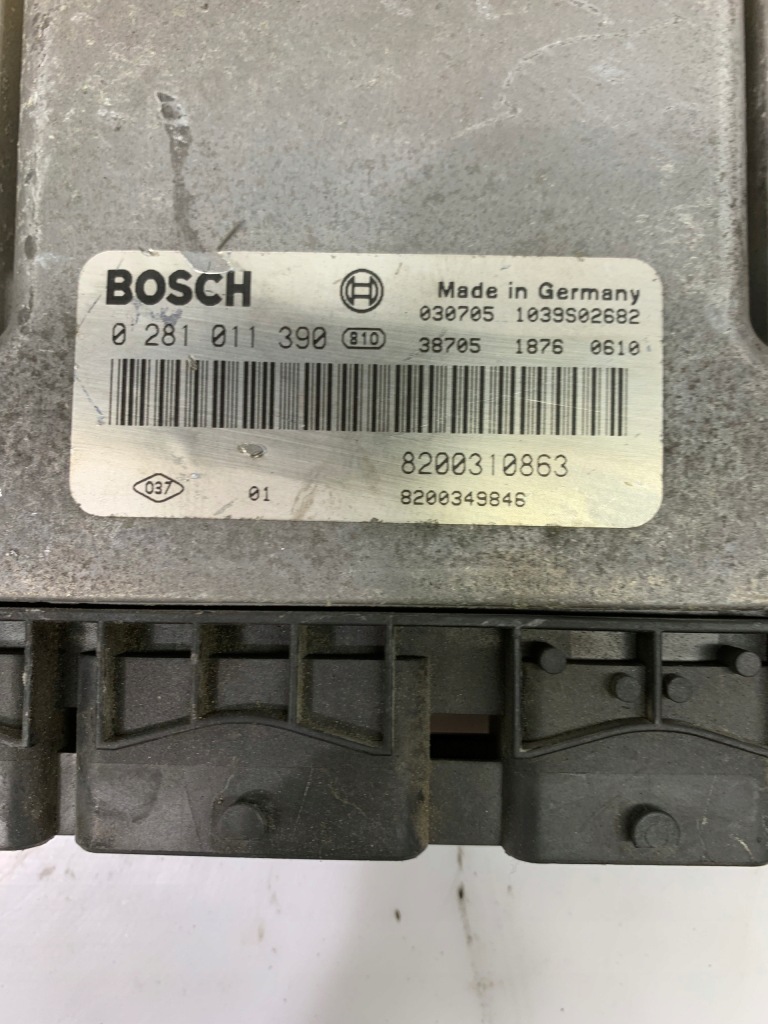 BOSCH
Made in Germany
030705 1039S02682
0 281 011 390 810
38705 1876 0610
8200310863
037 01 8200349846